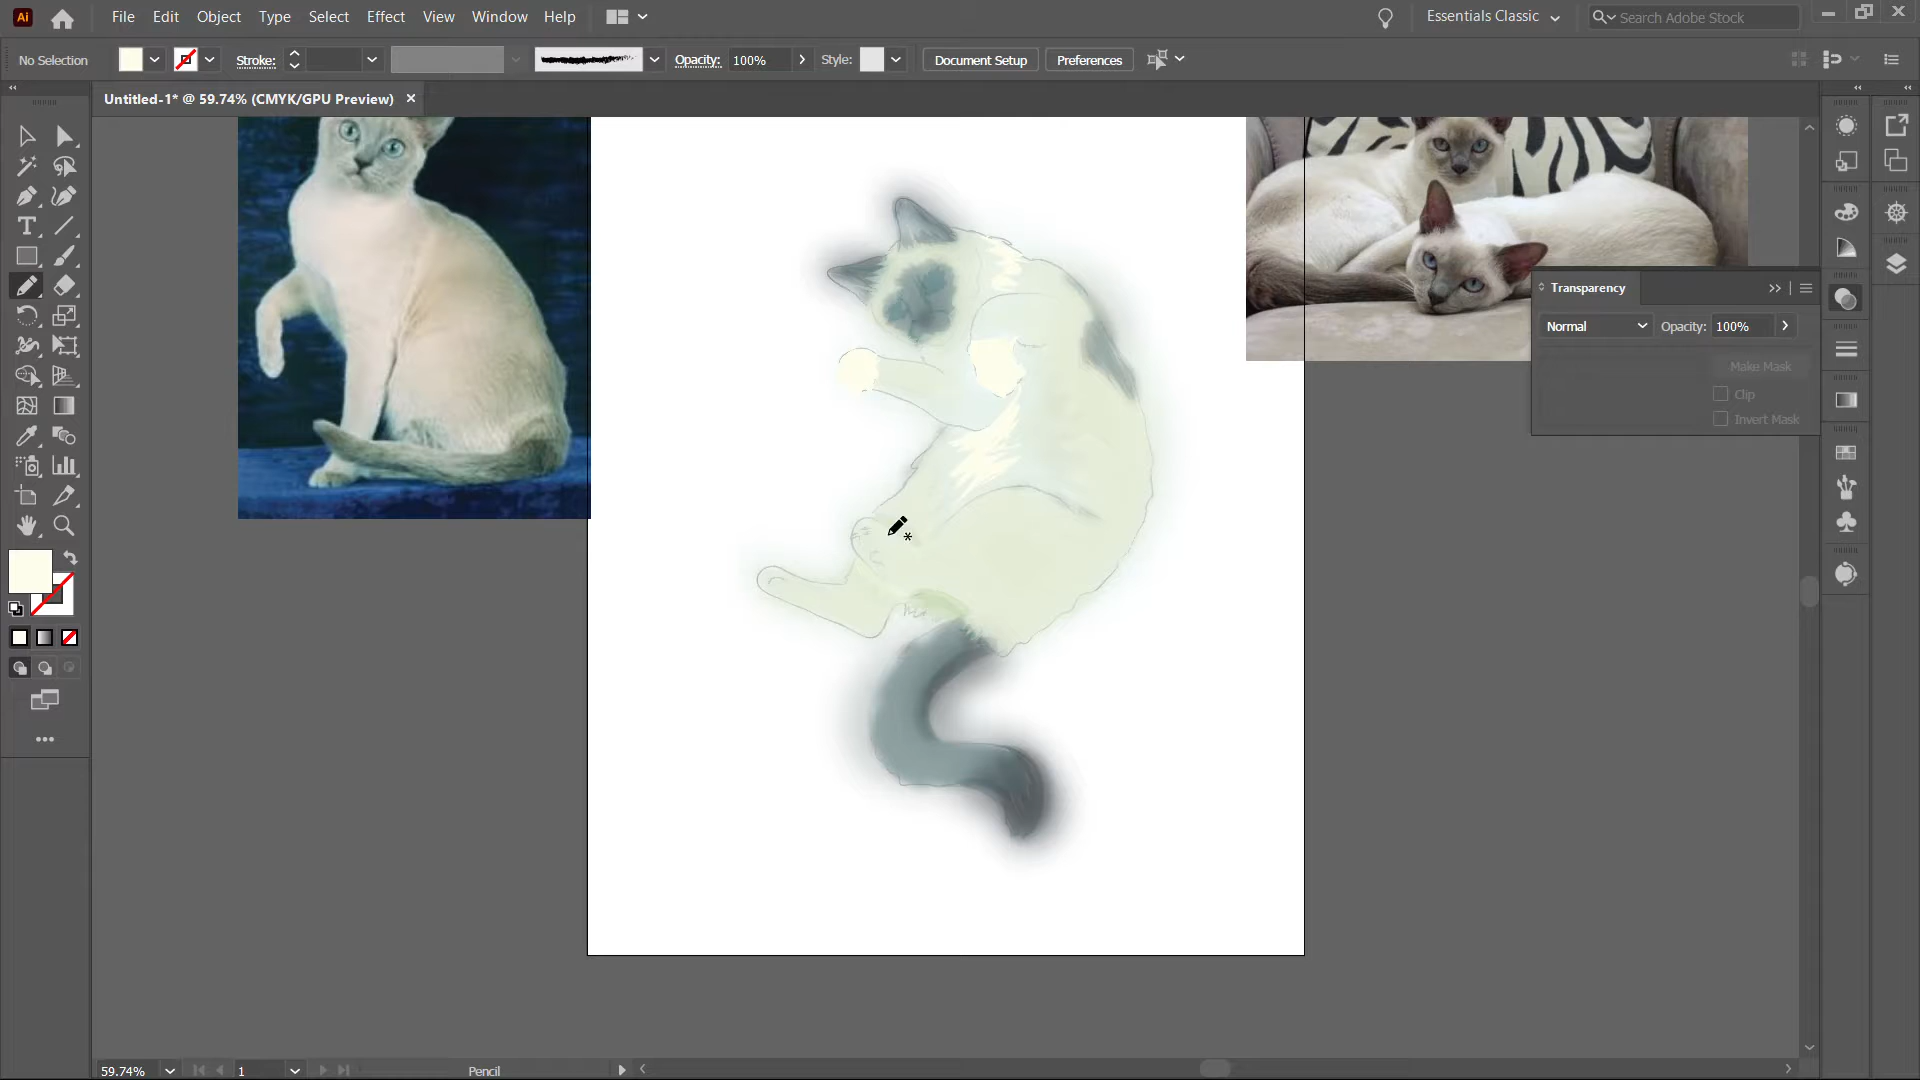 Ai File Edit Object Type Select Effect View Window Help Essentials Classic Search Adobe Stock
No Selection Stroke: Opacity: 100% Style: Document Setup Preferences
Untitled-1* @ 59.74% (CMYK/GPU Preview)
Transparency
Normal Opacity: 100%
Make Mask
Clip
Invert Mask
59.74% 1 Pencil